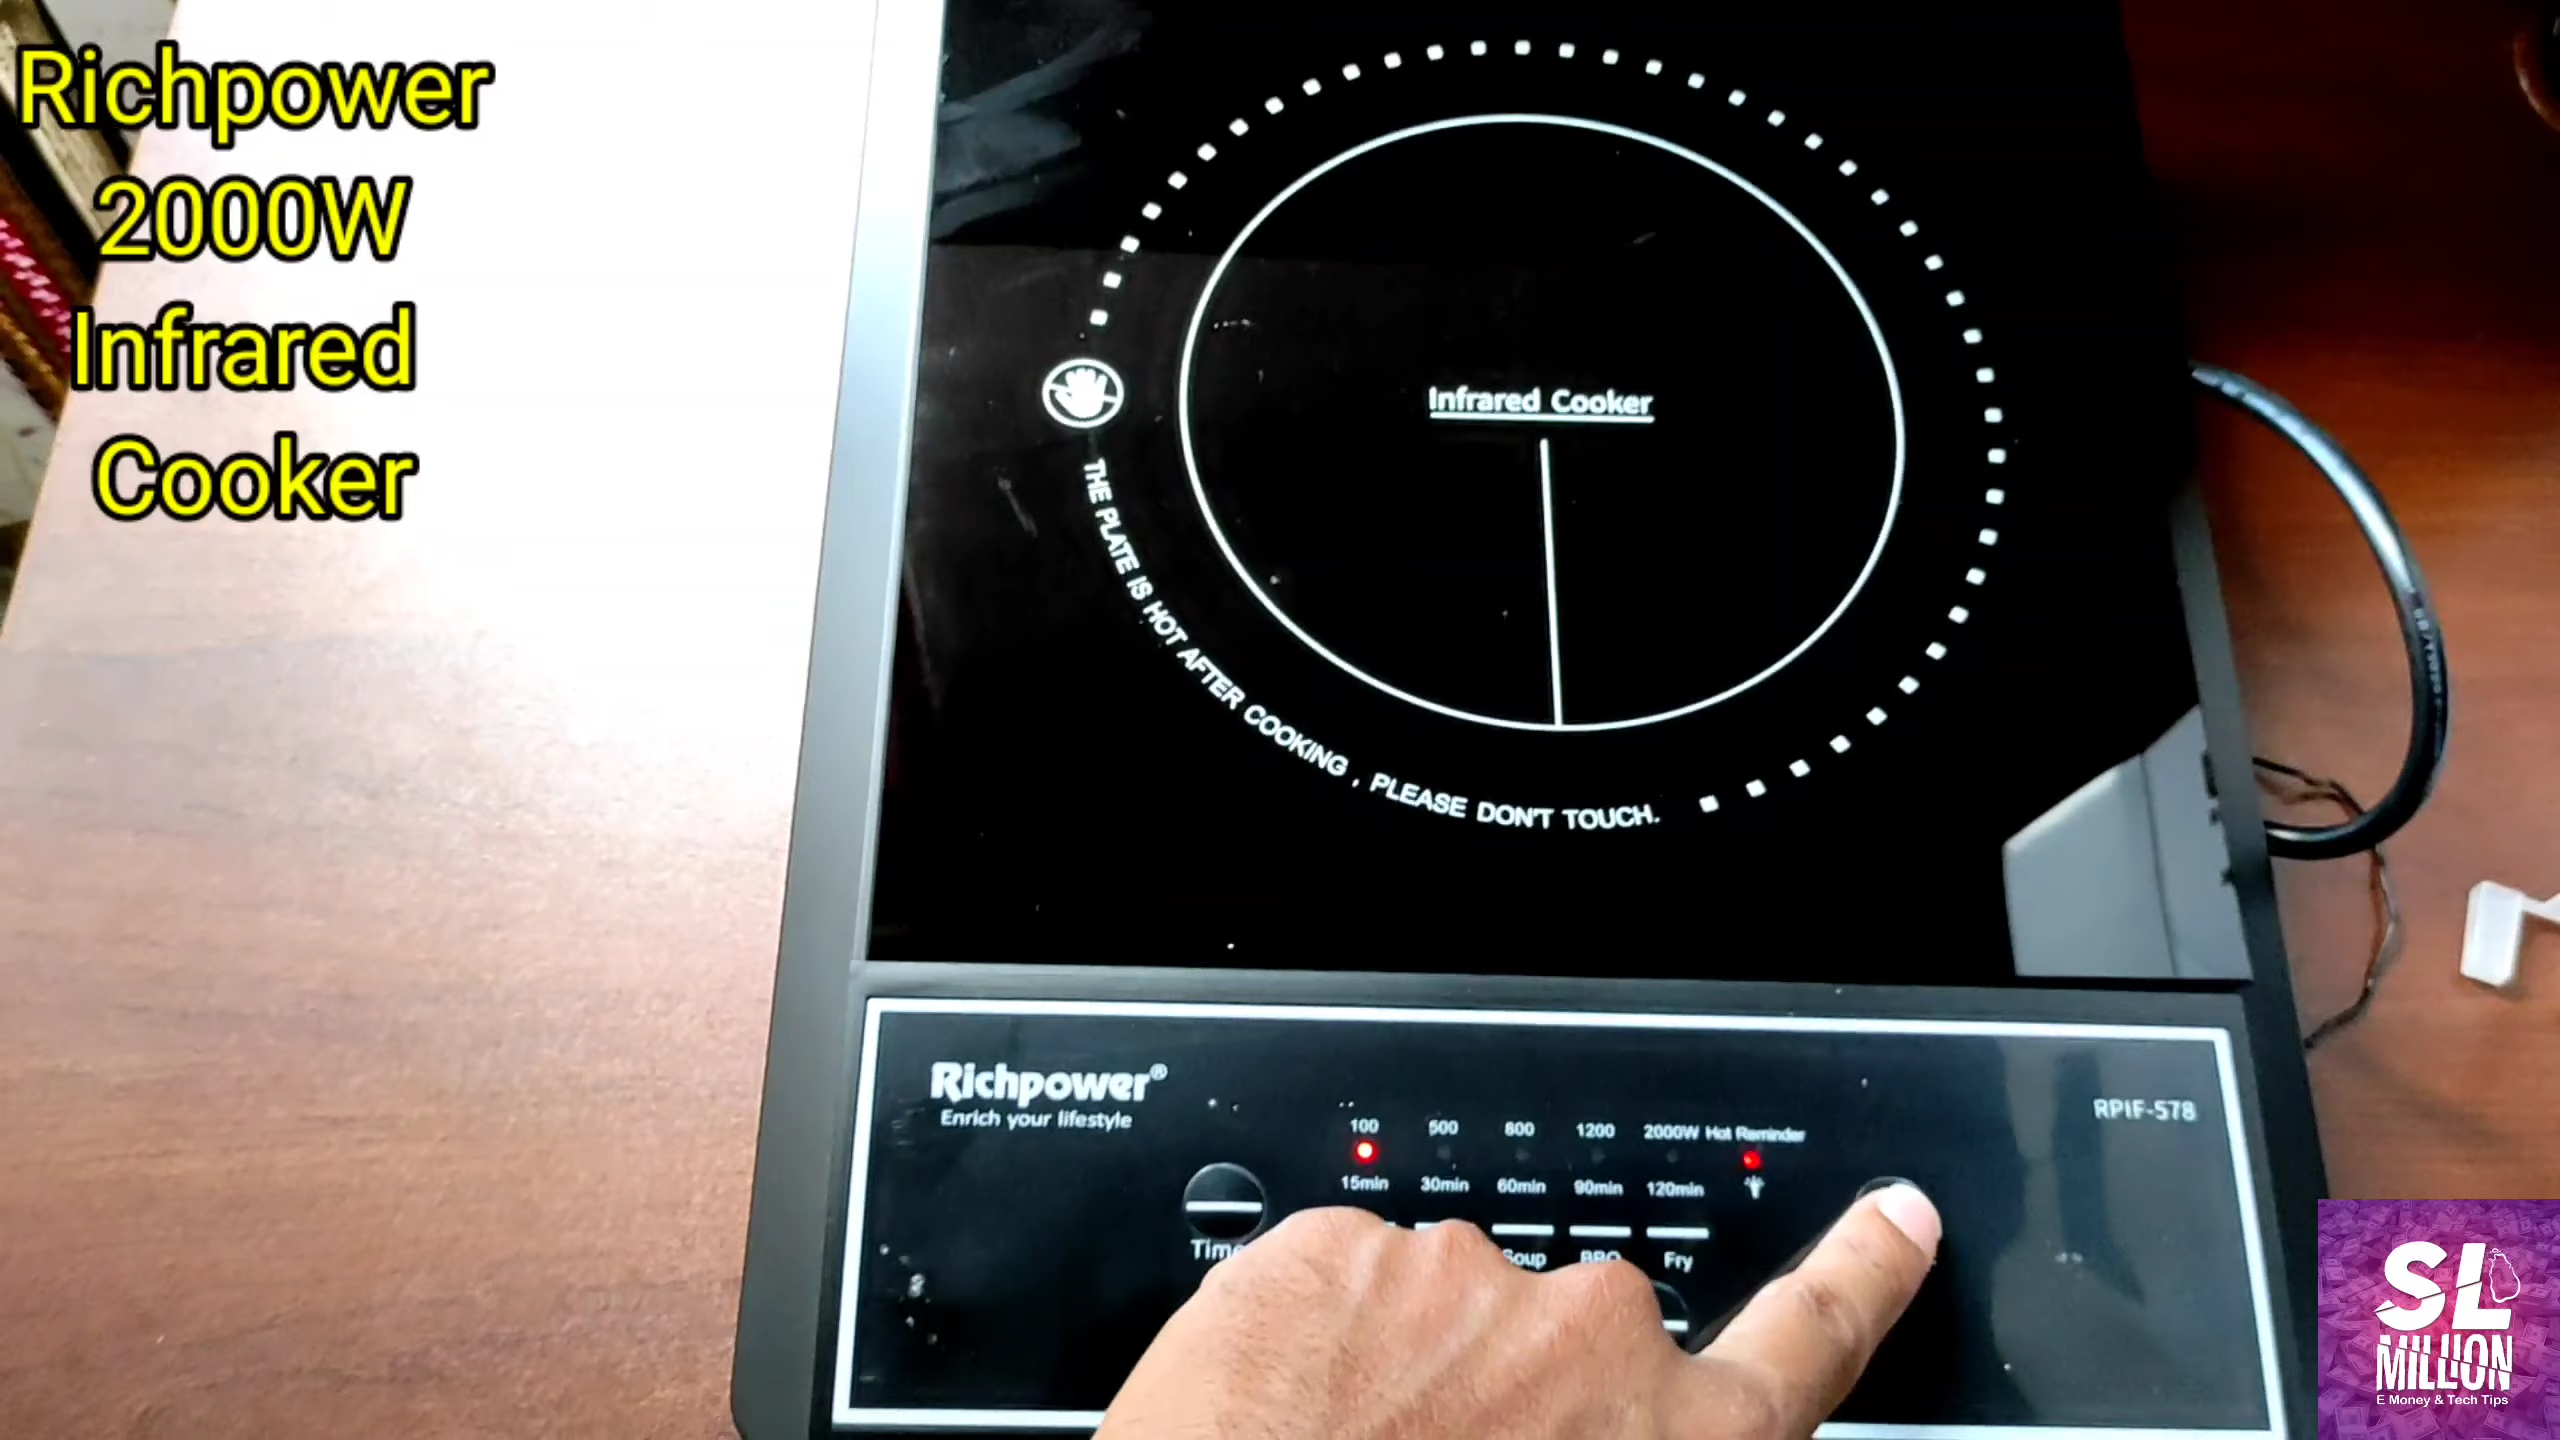 Richpower
2000W
Infrared
Cooker
Infrared Cooker
THE PLATE IS HOT AFTER COOKING , PLEASE DON'T TOUCH.
Richpower®
Enrich your lifestyle
RPIF-578
100 500 800 1200 2000W Hot Reminder
15min 30min 60min 90min 120min
Soup BBQ Fry
SL
MILLION
E Money & Tech Tips